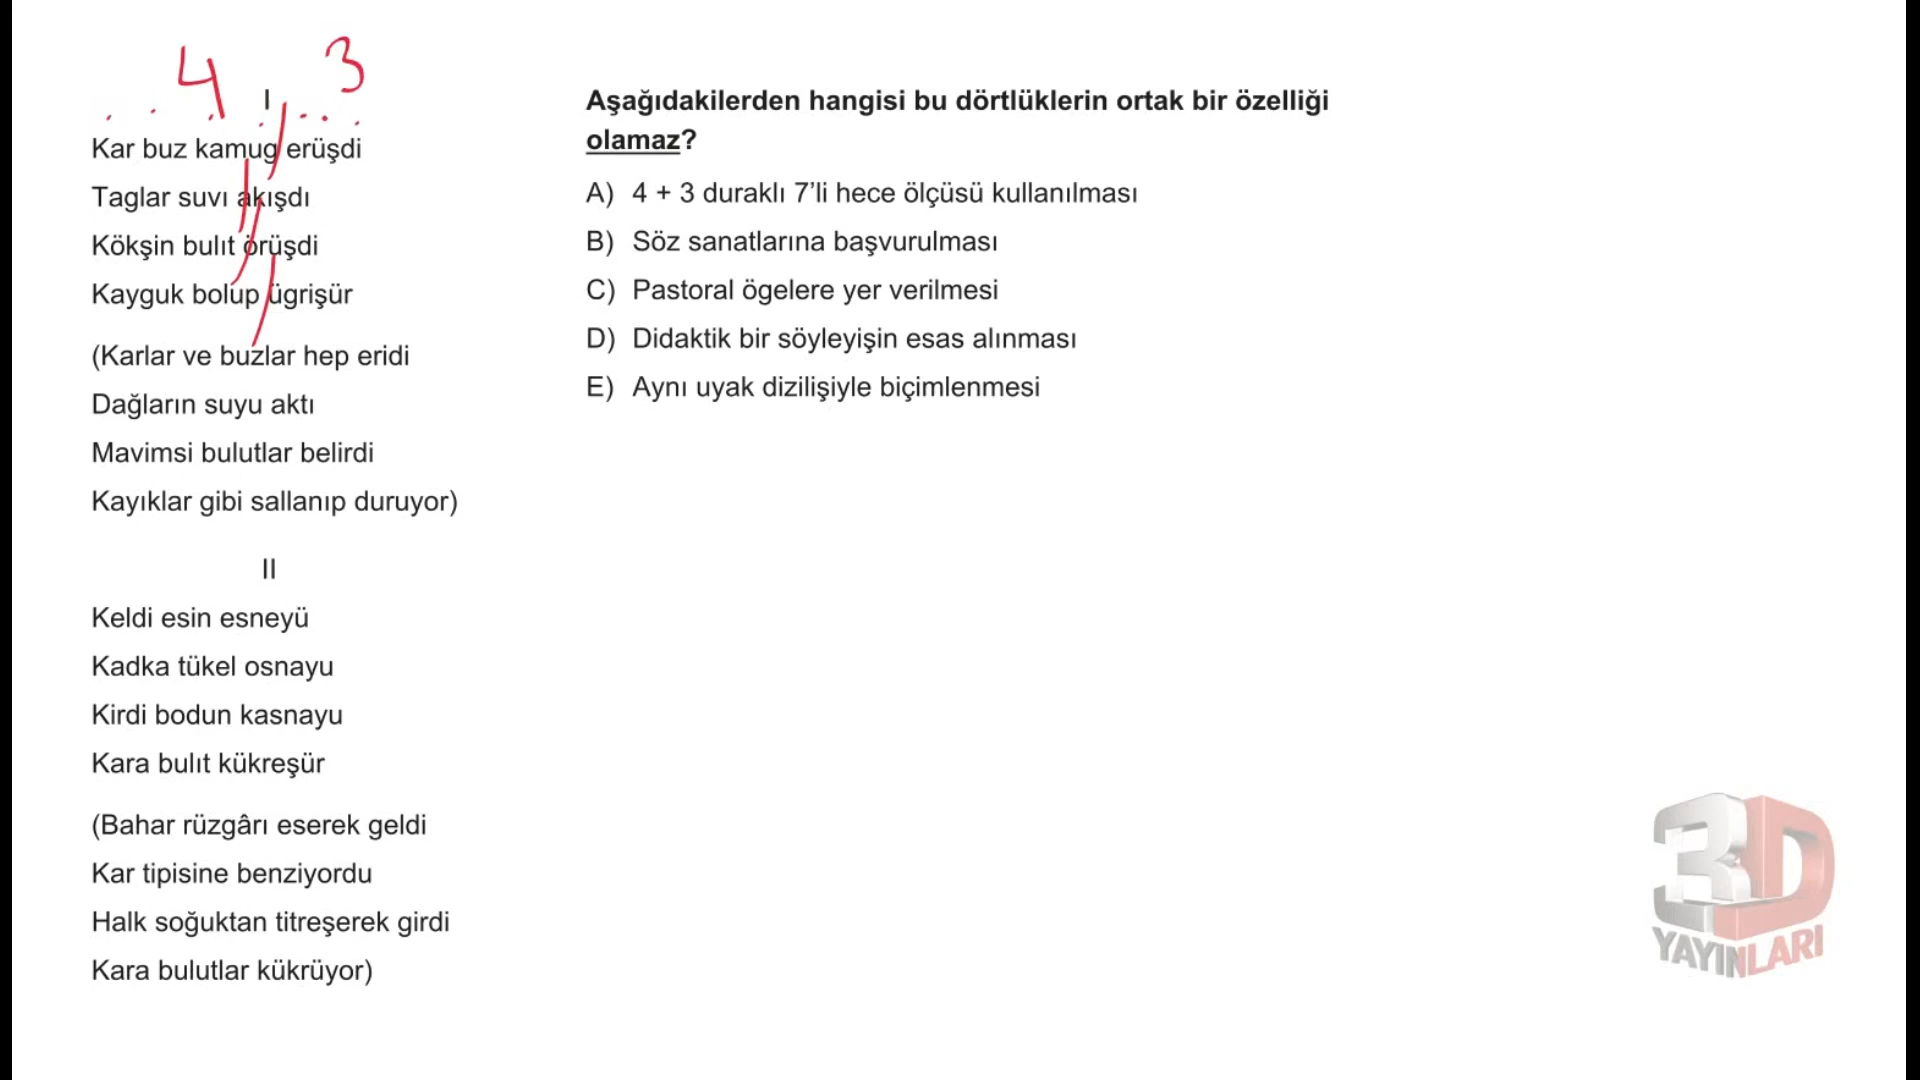 4 3
I
Kar buz kamug erüşdi
Taglar suvı akışdı
Kökşin bulıt örüşdi
Kayguk bolup ügrişür
(Karlar ve buzlar hep eridi
Dağların suyu aktı
Mavimsi bulutlar belirdi
Kayıklar gibi sallanıp duruyor)
II
Keldi esin esneyü
Kadka tükel osnayu
Kirdi bodun kasnayu
Kara bulıt kükreşür
(Bahar rüzgârı eserek geldi
Kar tipisine benziyordu
Halk soğuktan titreşerek girdi
Kara bulutlar kükrüyor)
Aşağıdakilerden hangisi bu dörtlüklerin ortak bir özelliği
olamaz?
A) 4 + 3 duraklı 7’li hece ölçüsü kullanılması
B) Söz sanatlarına başvurulması
C) Pastoral ögelere yer verilmesi
D) Didaktik bir söyleyişin esas alınması
E) Aynı uyak dizilişiyle biçimlenmesi
3D
YAYINLARI